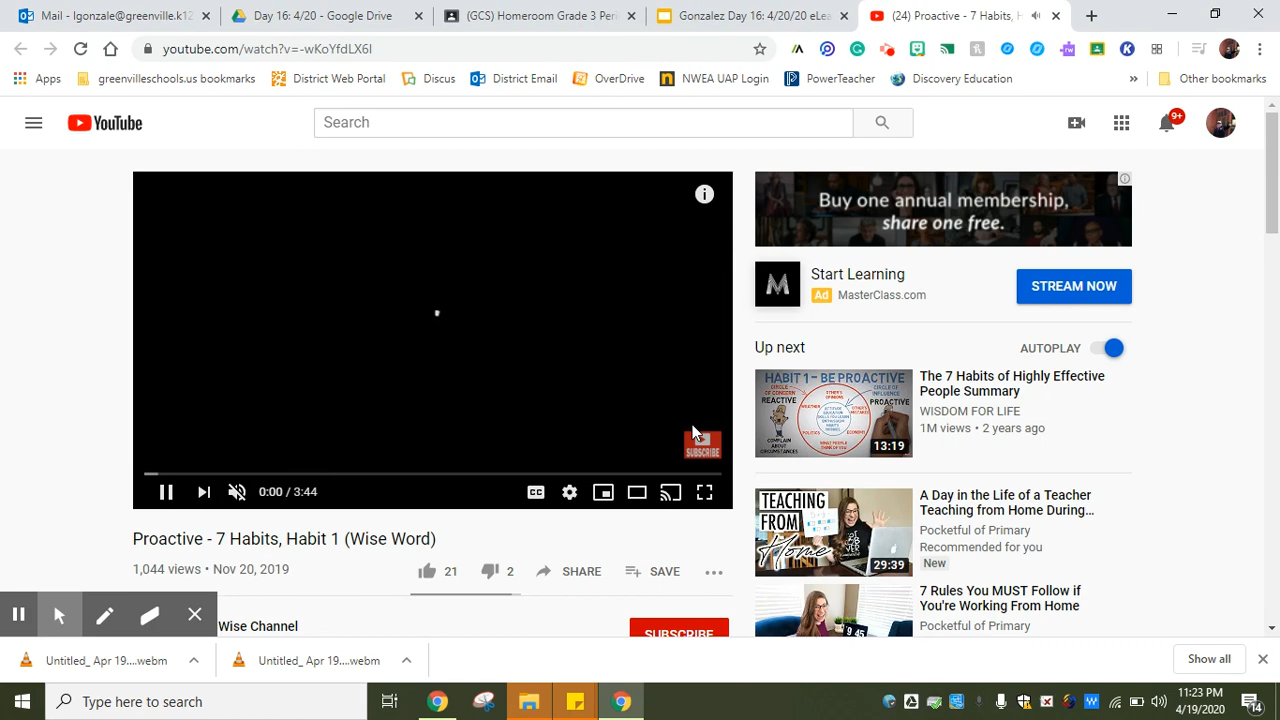 Mail - lgonzale@greenville.k12
Day 16: 4/20 - Google Drive
(GCS) Homeroom Grade 3 Peri
Gonzalez Day 16: 4/20/20 eLea
(24) Proactive - 7 Habits, H
youtube.com/watch?v=-wKoYfdLX6I
Apps
greenvilleschools.us bookmarks
District Web Portal
Discus
District Email
OverDrive
NWEA UAP Login
PowerTeacher
Discovery Education
»
Other bookmarks
YouTube
Search
9+
Buy one annual membership,
share one free.
Start Learning
Ad MasterClass.com
STREAM NOW
Up next
AUTOPLAY
HABIT 1 - BE PROACTIVE
REACTIVE
PROACTIVE
13:19
The 7 Habits of Highly Effective
People Summary
WISDOM FOR LIFE
1M views • 2 years ago
SUBSCRIBE
0:00 / 3:44
CC
Proactive - 7 Habits, Habit 1 (Wise Word)
1,044 views • Nov 20, 2019
21
2
SHARE
SAVE
TEACHING
FROM
Home
29:39
A Day in the Life of a Teacher
Teaching from Home During...
Pocketful of Primary
Recommended for you
New
9 45
7 Rules You MUST Follow if
You're Working From Home
Pocketful of Primary
Wise Channel
SUBSCRIBE
Untitled_ Apr 19....webm
Untitled_ Apr 19....webm
Show all
Type here to search
11:23 PM
4/19/2020
14